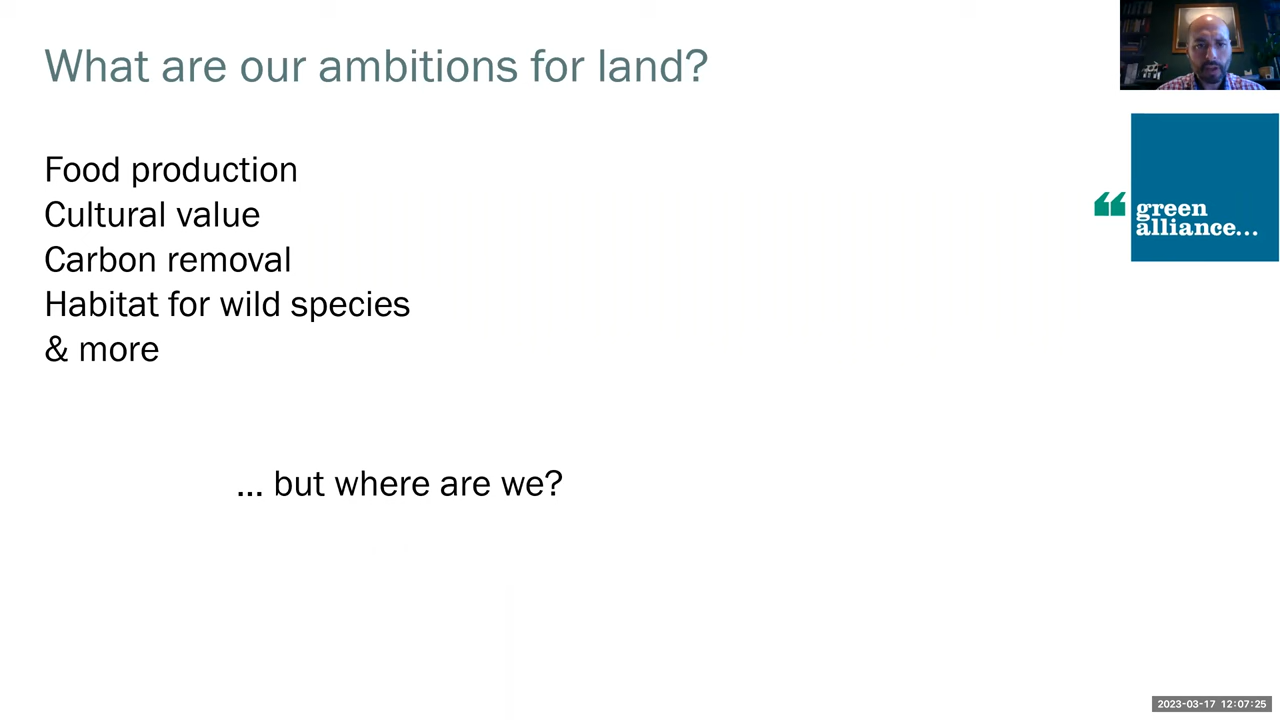 What are our ambitions for land?
Food production
Cultural value
Carbon removal
Habitat for wild species
& more
... but where are we?
“ green
alliance...
2023-03-17 12:07:25